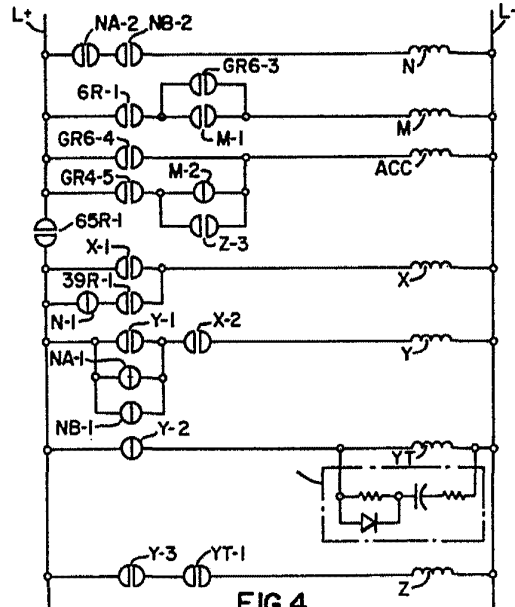 L+
NA-2
NB-2
L-
N
GR6-3
6R-1
M-1
M
GR6-4
ACC
GR4-5
M-2
Z-3
65R-1
X-1
39R-1
X
N-1
Y-1
X-2
Y
NA-1
NB-1
Y-2
YT
Y-3
YT-1
Z
FIG.4